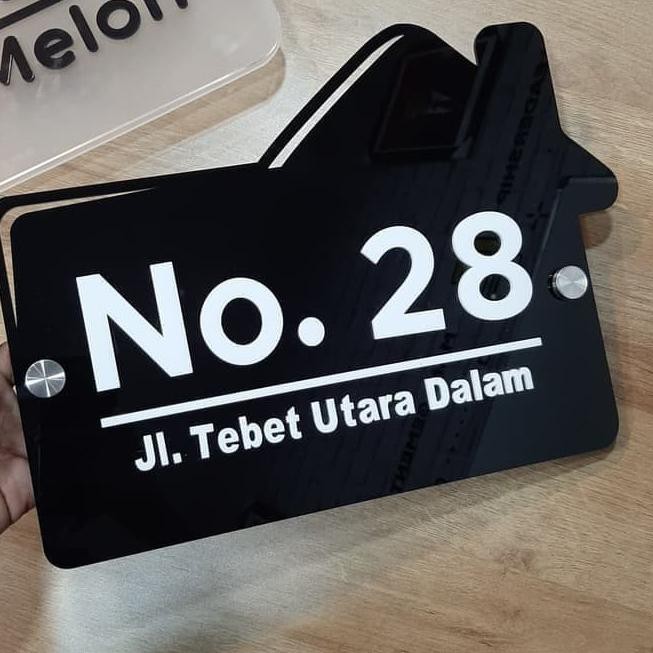 Melon
No. 28
Jl. Tebet Utara Dalam